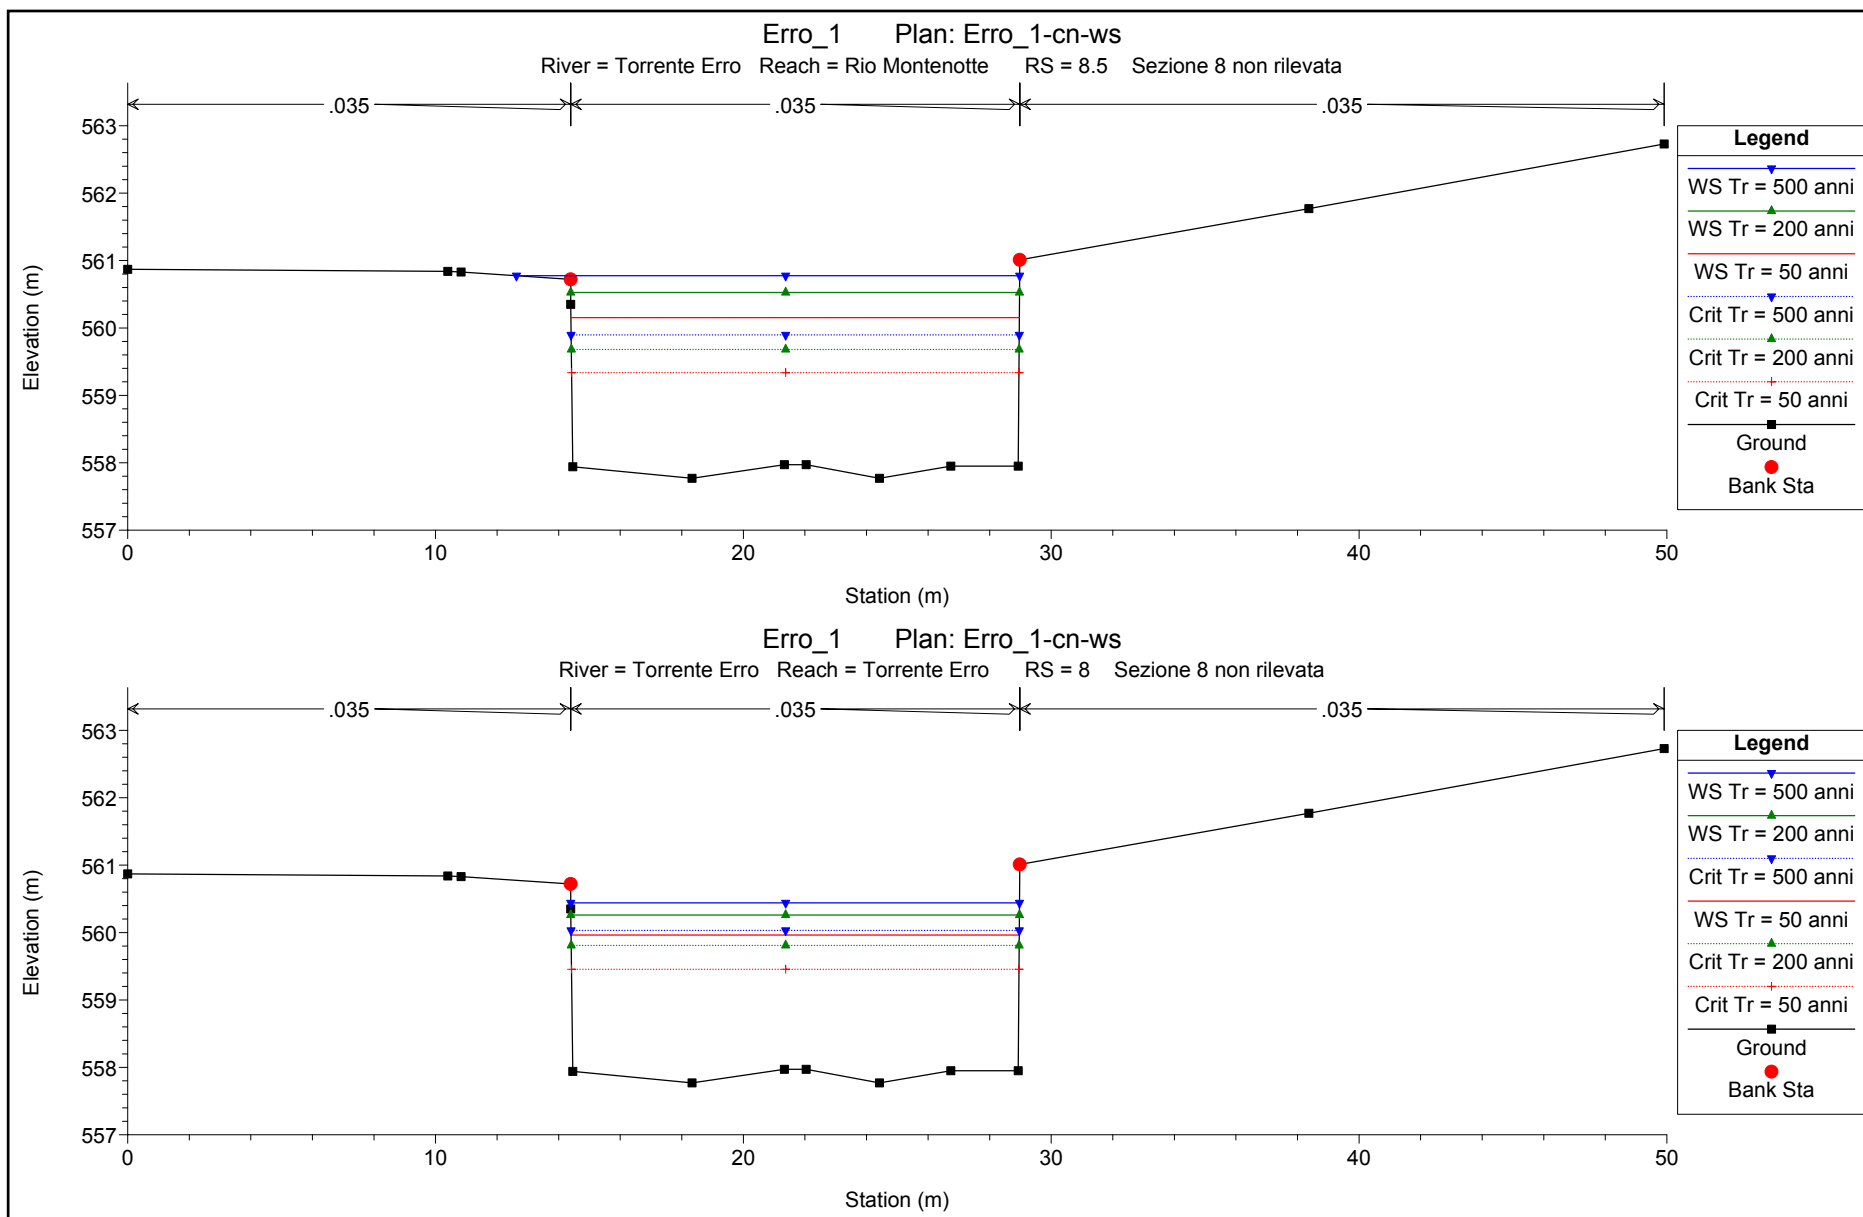 Erro_1 Plan: Erro_1-cn-ws
River = Torrente Erro Reach = Rio Montenotte RS = 8.5 Sezione 8 non rilevata
.035 .035 .035
563
562
561
560
559
558
557
Elevation (m)
0 10 20 30 40 50
Station (m)
Legend
WS Tr = 500 anni
WS Tr = 200 anni
WS Tr = 50 anni
Crit Tr = 500 anni
Crit Tr = 200 anni
Crit Tr = 50 anni
Ground
Bank Sta
Erro_1 Plan: Erro_1-cn-ws
River = Torrente Erro Reach = Torrente Erro RS = 8 Sezione 8 non rilevata
.035 .035 .035
563
562
561
560
559
558
557
Elevation (m)
0 10 20 30 40 50
Station (m)
Legend
WS Tr = 500 anni
WS Tr = 200 anni
Crit Tr = 500 anni
WS Tr = 50 anni
Crit Tr = 200 anni
Crit Tr = 50 anni
Ground
Bank Sta